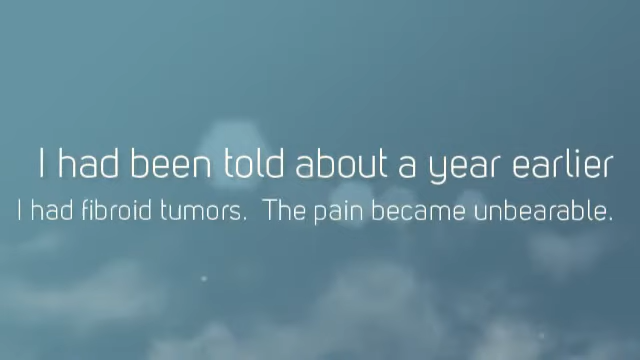 I had been told about a year earlier
I had fibroid tumors.  The pain became unbearable.